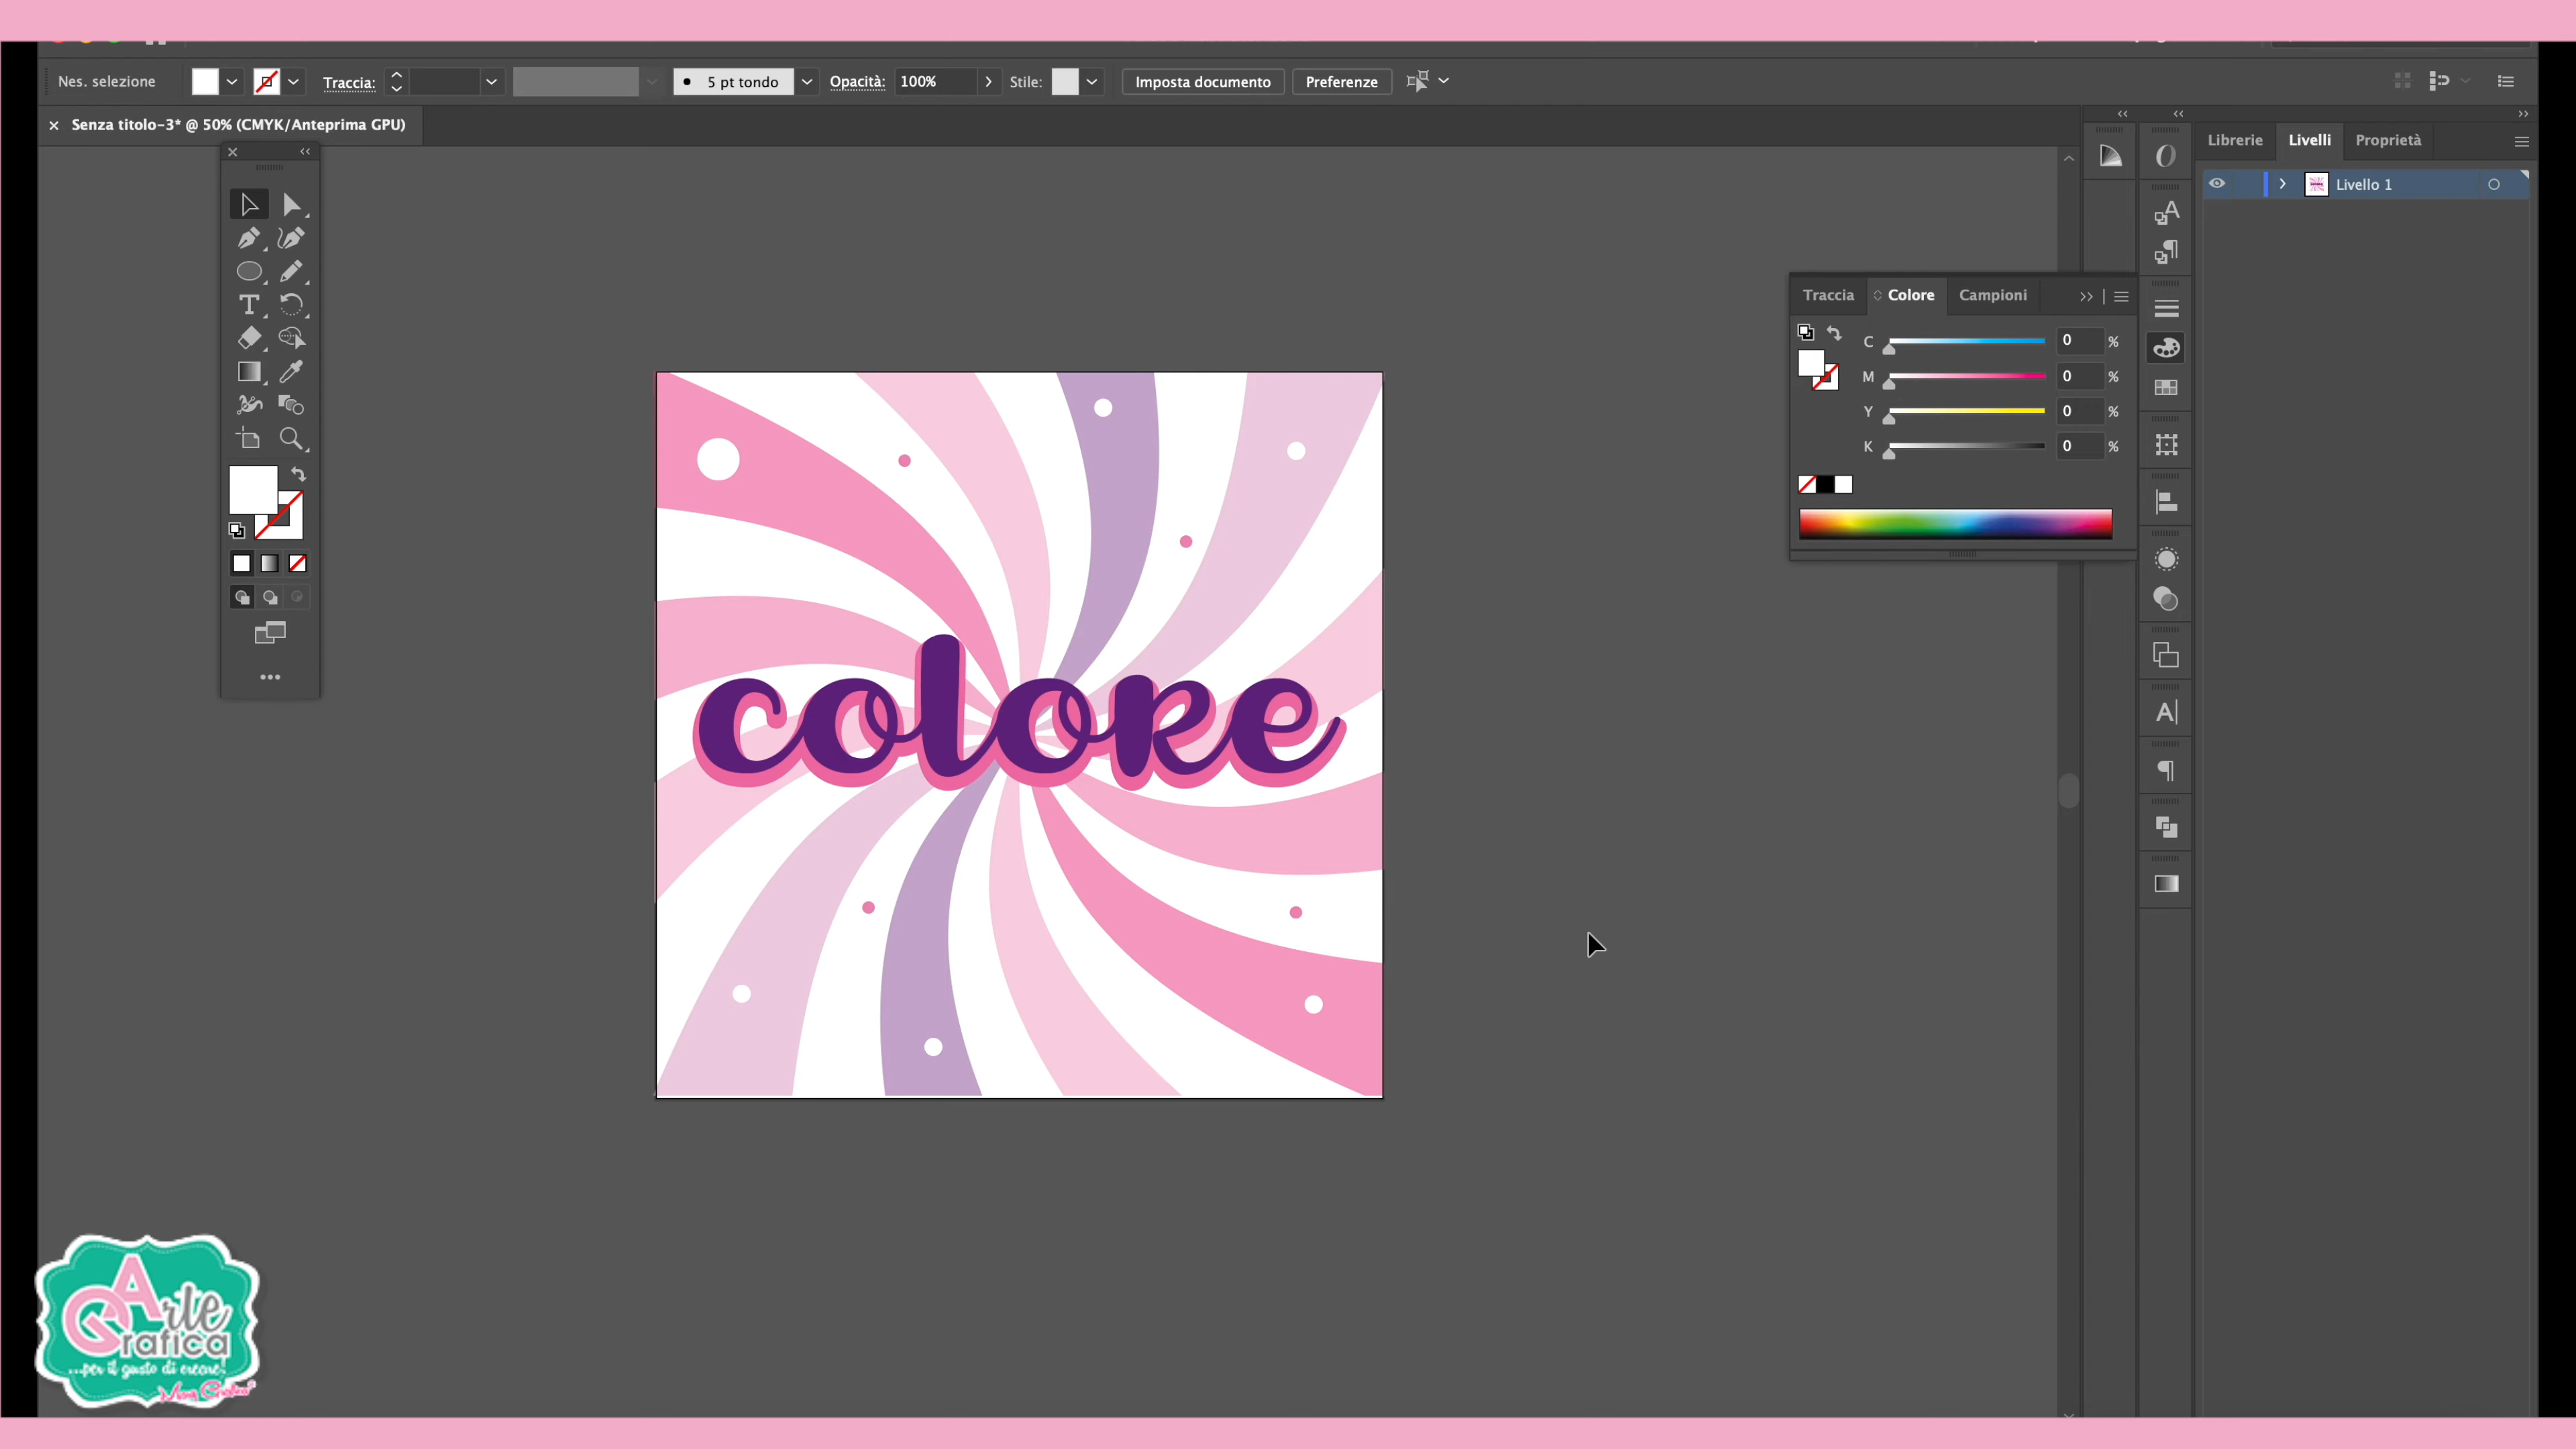 Nes. selezione Traccia: 5 pt tondo Opacità: 100% Stile: Imposta documento Preferenze
Senza titolo-3* @ 50% (CMYK/Anteprima GPU)
Librerie Livelli Proprietà
Livello 1
Traccia Colore Campioni
C 0 %
M 0 %
Y 0 %
K 0 %
colore
Arte
Grafica
...per il gusto di creare!